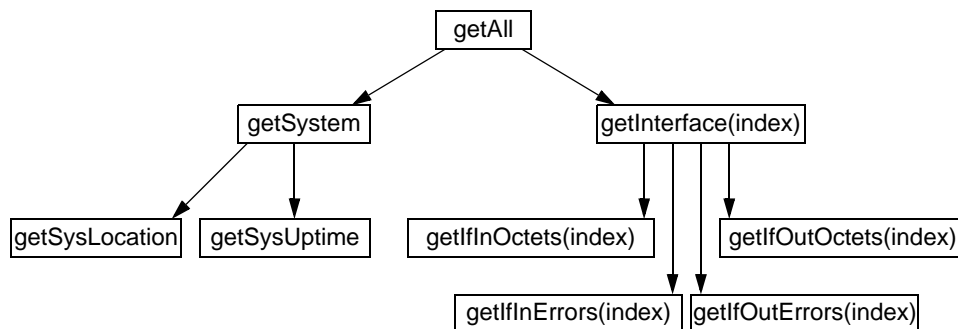 getAll
getSystem
getInterface(index)
getSysLocation
getSysUptime
getIfInOctets(index)
getIfOutOctets(index)
getIfInErrors(index)
getIfOutErrors(index)